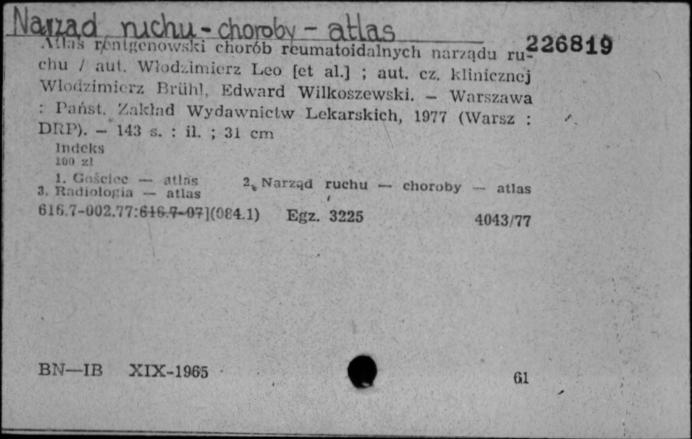 Narząd ruchu - choroby - atlas
226819
Atlas rentgenowski chorób reumatoidalnych narządu ru-
chu / aut. Włodzimierz Leo [et al.] ; aut. cz. klinicznej
Włodzimierz Brühl, Edward Wilkoszewski. — Warszawa
: Państ. Zakład Wydawnictw Lekarskich, 1977 (Warsz :
DRP). — 143 s. : il. ; 31 cm
Indeks
100 zł
1. Gościec — atlas 2. Narząd ruchu — choroby — atlas
3. Radiologia — atlas
616.7-002.77:616.7-07](084.1) Egz. 3225 4043/77
BN—IB XIX-1965 61